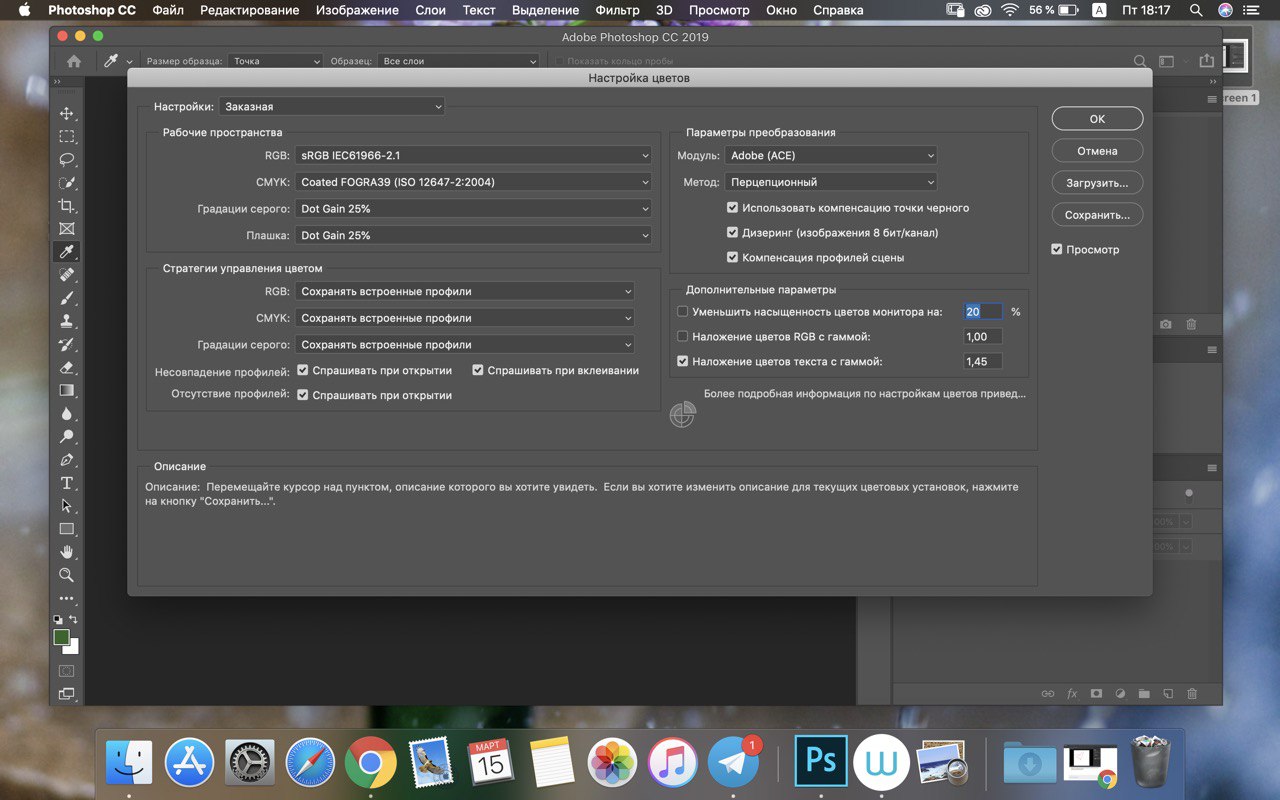 Photoshop CC Файл Редактирование Изображение Слои Текст Выделение Фильтр 3D Просмотр Окно Справка 56 % A Пт 18:17
Adobe Photoshop CC 2019
Размер образца: Точка Образец: Все слои Показать кольцо пробы
Настройка цветов
reen 1
Настройки: Заказная
OK
Рабочие пространства
Параметры преобразования
RGB: sRGB IEC61966-2.1
Модуль: Adobe (ACE)
Отмена
CMYK: Coated FOGRA39 (ISO 12647-2:2004)
Метод: Перцепционный
Загрузить...
Градации серого: Dot Gain 25%
Использовать компенсацию точки черного
Сохранить...
Плашка: Dot Gain 25%
Дизеринг (изображения 8 бит/канал)
Просмотр
Компенсация профилей сцены
Стратегии управления цветом
Дополнительные параметры
RGB: Сохранять встроенные профили
Уменьшить насыщенность цветов монитора на: 20 %
CMYK: Сохранять встроенные профили
Наложение цветов RGB с гаммой: 1,00
Градации серого: Сохранять встроенные профили
Наложение цветов текста с гаммой: 1,45
Несовпадение профилей: Спрашивать при открытии Спрашивать при вклеивании
Отсутствие профилей: Спрашивать при открытии
Более подробная информация по настройкам цветов привед...
Описание
Описание: Перемещайте курсор над пунктом, описание которого вы хотите увидеть. Если вы хотите изменить описание для текущих цветовых установок, нажмите
на кнопку "Сохранить...".
00%
00%
fx
МАРТ
15
1
Ps
W